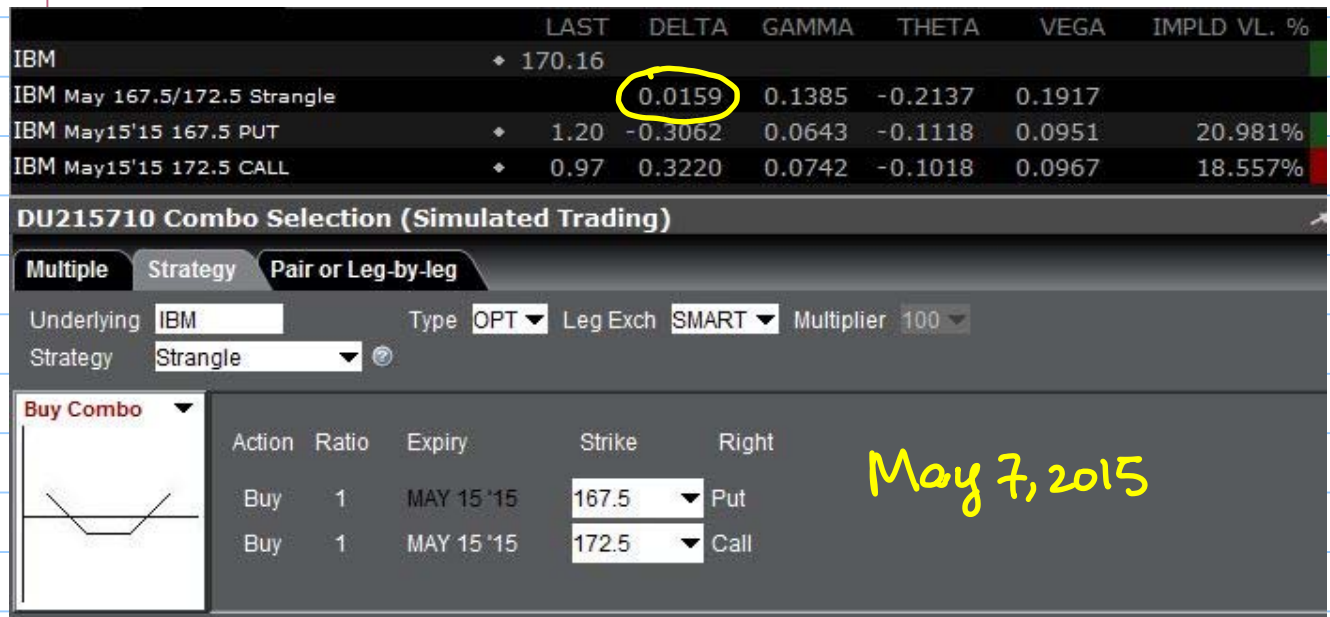 LAST DELTA GAMMA THETA VEGA IMPLD VL. %
IBM 170.16
IBM May 167.5/172.5 Strangle 0.0159 0.1385 -0.2137 0.1917
IBM May15'15 167.5 PUT 1.20 -0.3062 0.0643 -0.1118 0.0951 20.981%
IBM May15'15 172.5 CALL 0.97 0.3220 0.0742 -0.1018 0.0967 18.557%
DU215710 Combo Selection (Simulated Trading)
Multiple Strategy Pair or Leg-by-leg
Underlying IBM Type OPT Leg Exch SMART Multiplier 100
Strategy Strangle ?
Buy Combo
Action Ratio Expiry Strike Right
Buy 1 MAY 15 '15 167.5 Put
Buy 1 MAY 15 '15 172.5 Call
May 7, 2015